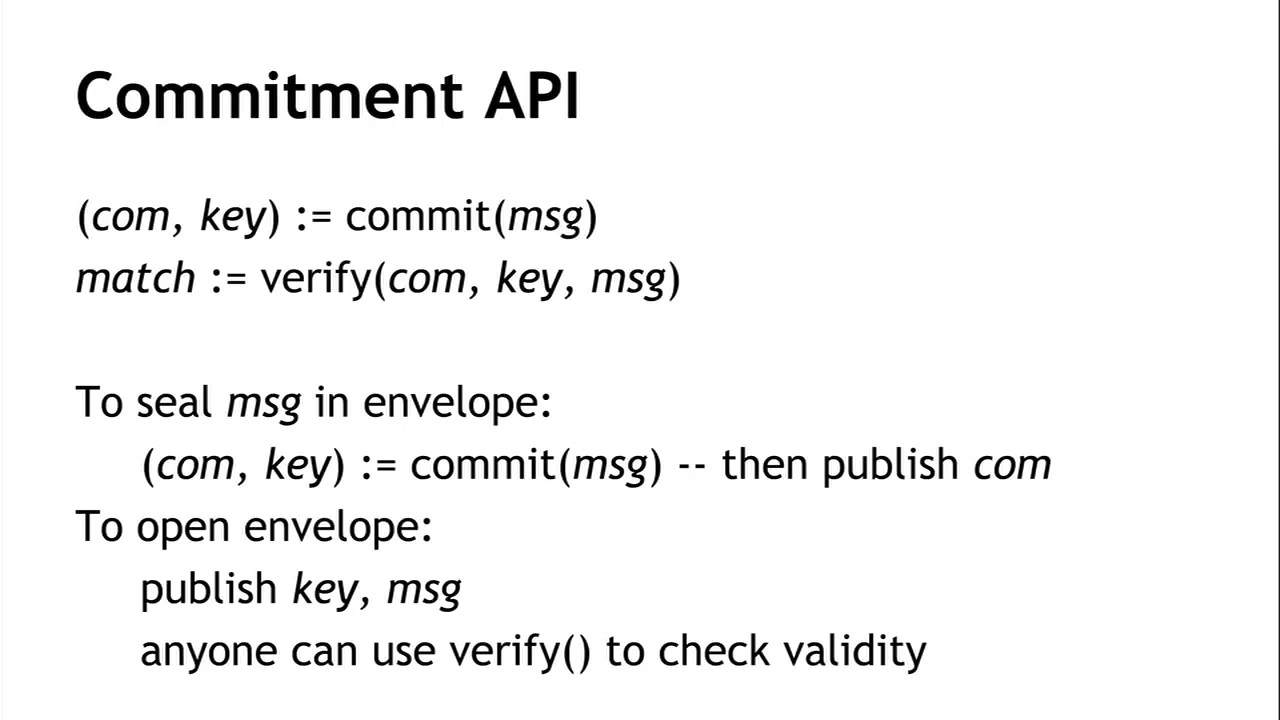 Commitment API
(com, key) := commit(msg)
match := verify(com, key, msg)
To seal msg in envelope:
(com, key) := commit(msg) -- then publish com
To open envelope:
publish key, msg
anyone can use verify() to check validity